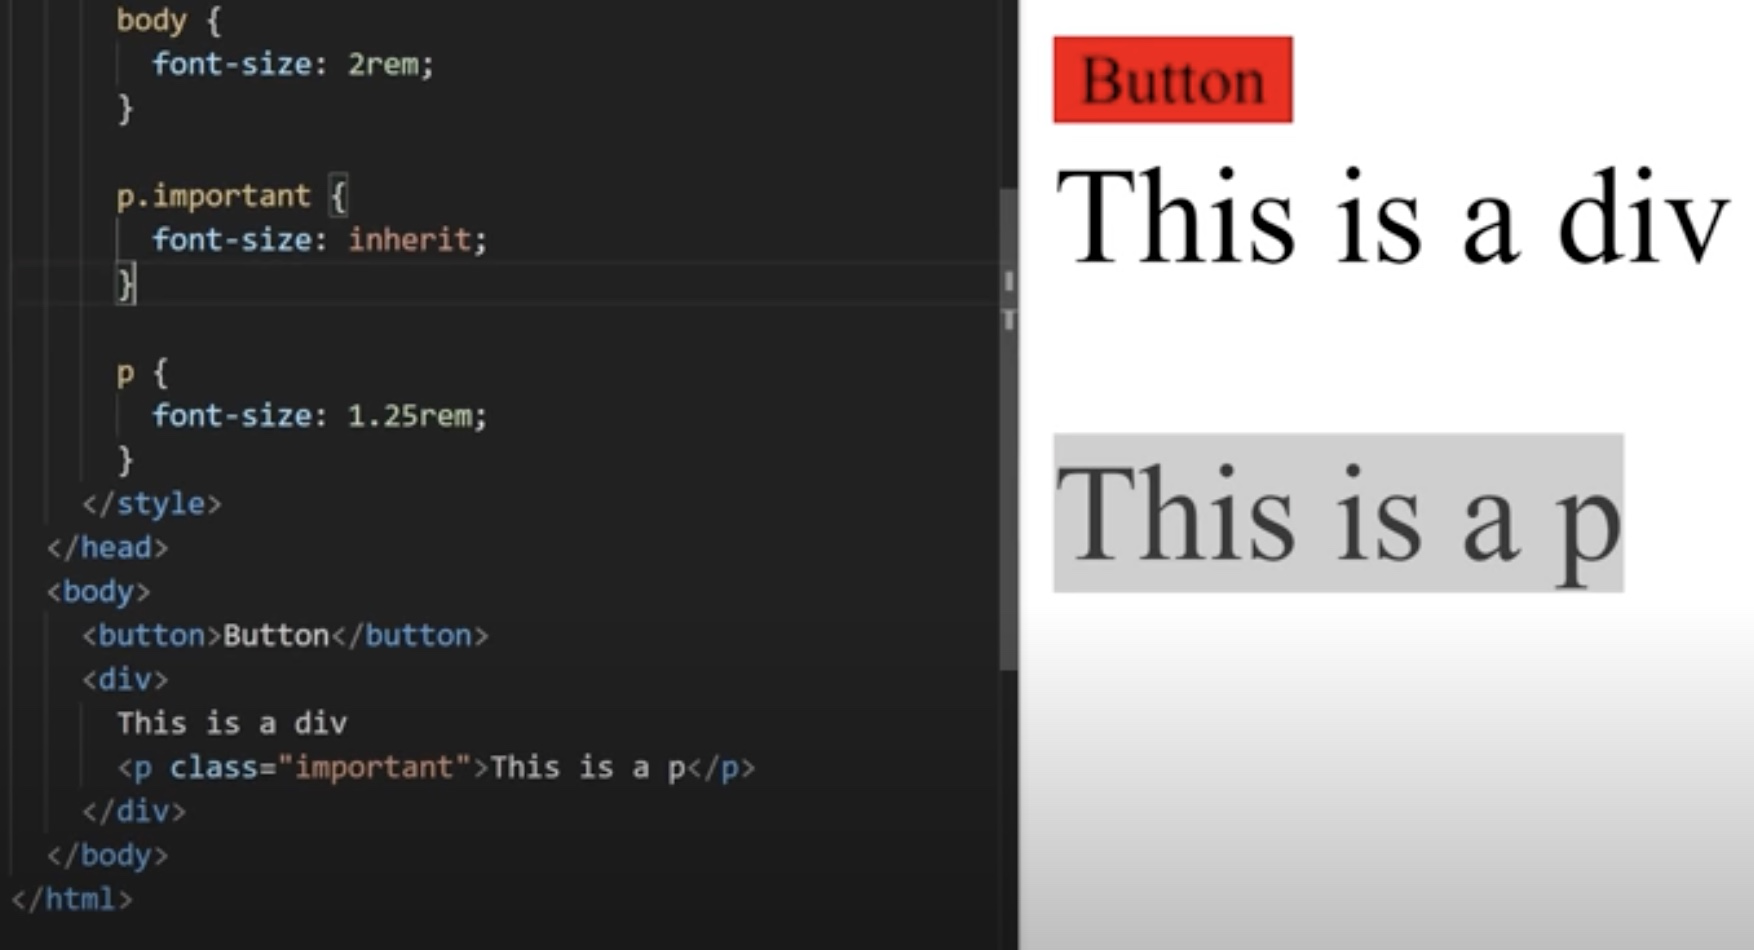 body {
font-size: 2rem;
}
p.important {
font-size: inherit;
}
p {
font-size: 1.25rem;
}
</style>
</head>
<body>
<button>Button</button>
<div>
This is a div
<p class="important">This is a p</p>
</div>
</body>
</html>
Button
This is a div
This is a p